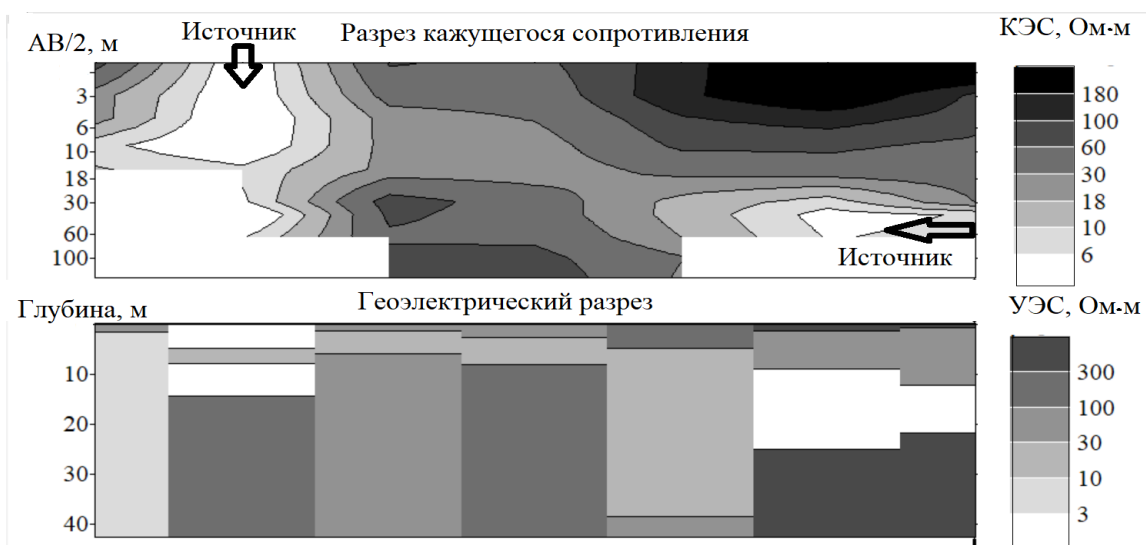 Источник
Разрез кажущегося сопротивления
КЭС, Ом-м
АВ/2, м
3
6
10
18
30
60
100
180
100
60
30
18
10
6
Источник
Глубина, м
Геоэлектрический разрез
УЭС, Ом-м
10
20
30
40
300
100
30
10
3